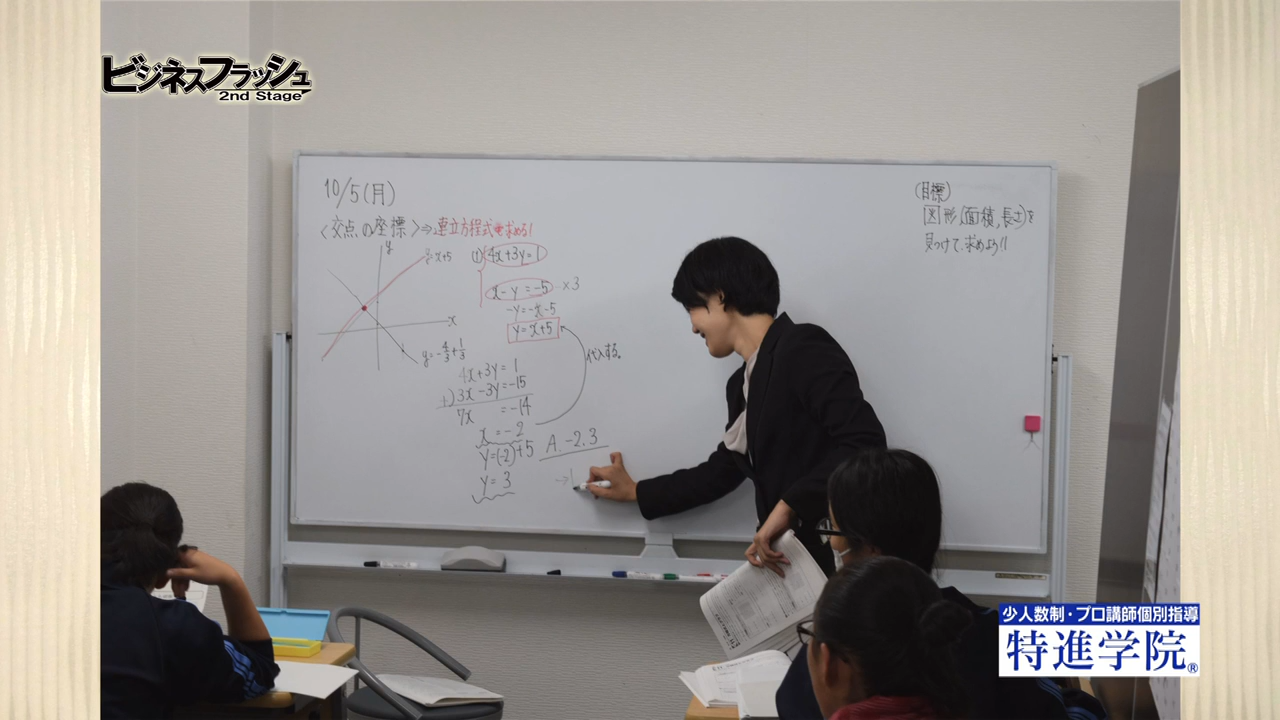 ビジネスフラッシュ
2nd Stage
10/5(月)
<交点の座標>⇒連立方程式を求める!
y
y=x+5
x
y=-4/3+1/3
(1)
4x+3y=1
x-y=-5 ×3
-y=-x-5
y=x+5
代入する。
4x+3y=1
+)3x-3y=-15
7x =-14
x=-2
y=(-2)+5
y=3
A.-2.3
(目標)
図形(面積,長さ)を
見つけて、求めよう!!
少人数制・プロ講師個別指導
特進学院®